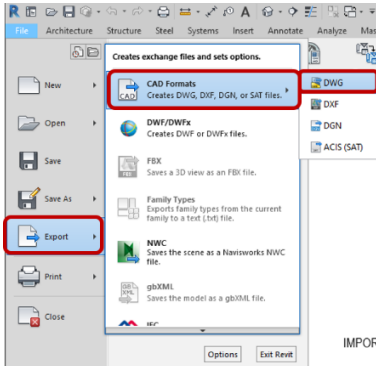 File Architecture Structure Steel Systems Insert Annotate Analyze Mas
New
Open
Save
Save As
Export
Print
Close
Creates exchange files and sets options.
CAD Formats
Creates DWG, DXF, DGN, or SAT files.
DWF/DWFx
Creates DWF or DWFx files.
FBX
Saves a 3D view as an FBX file.
Family Types
Exports family types from the current
family to a text (.txt) file.
NWC
Saves the scene as a Navisworks NWC
file.
gbXML
Saves the model as a gbXML file.
IFC
Options Exit Revit
DWG
DXF
DGN
ACIS (SAT)
IMPOR